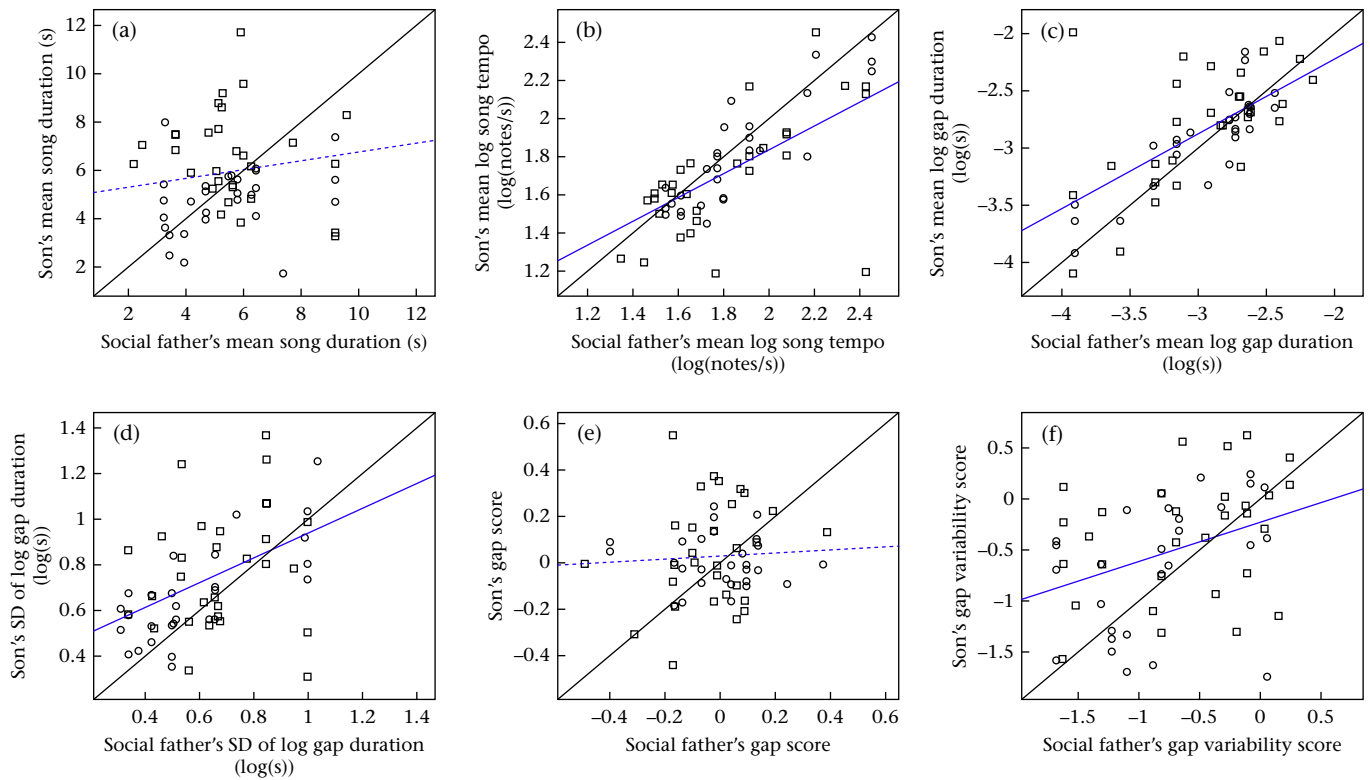 (a)
Son's mean song duration (s)
12
10
8
6
4
2
2 4 6 8 10 12
Social father's mean song duration (s)
(b)
Son's mean log song tempo
(log(notes/s))
2.4
2.2
2
1.8
1.6
1.4
1.2
1.2 1.4 1.6 1.8 2 2.2 2.4
Social father's mean log song tempo
(log(notes/s))
(c)
Son's mean log gap duration
(log(s))
−2
−2.5
−3
−3.5
−4
−4 −3.5 −3 −2.5 −2
Social father's mean log gap duration
(log(s))
(d)
Son's SD of log gap duration
(log(s))
1.4
1.2
1
0.8
0.6
0.4
0.4 0.6 0.8 1 1.2 1.4
Social father's SD of log gap duration
(log(s))
(e)
Son's gap score
0.6
0.4
0.2
0
−0.2
−0.4
−0.4 −0.2 0 0.2 0.4 0.6
Social father's gap score
(f)
Son's gap variability score
0.5
0
−0.5
−1
−1.5
−1.5 −1 −0.5 0 0.5
Social father's gap variability score